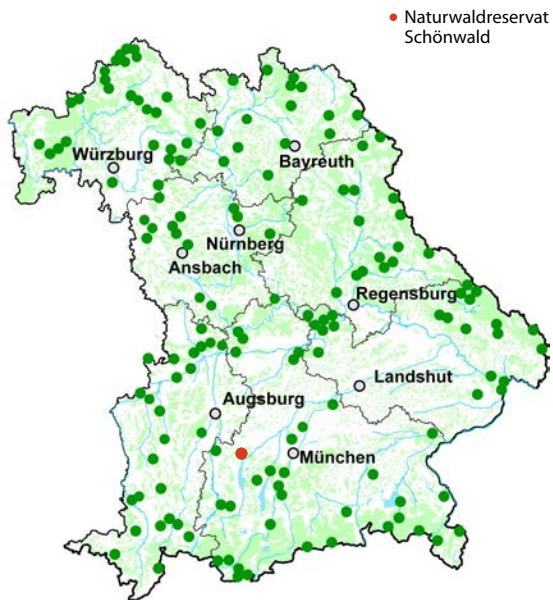 Naturwaldreservat
Schönwald
Würzburg
Bayreuth
Nürnberg
Ansbach
Regensburg
Landshut
Augsburg
München